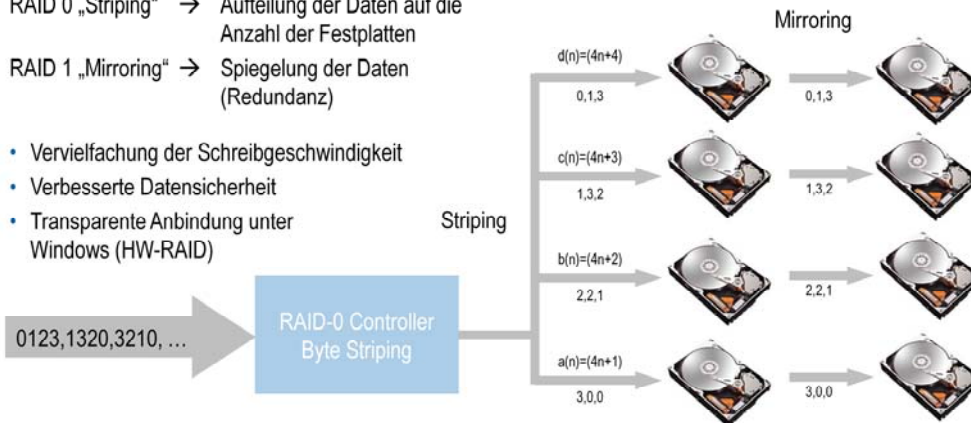 RAID 0 „Striping“ → Aufteilung der Daten auf die
Anzahl der Festplatten
RAID 1 „Mirroring“ → Spiegelung der Daten
(Redundanz)
• Vervielfachung der Schreibgeschwindigkeit
• Verbesserte Datensicherheit
• Transparente Anbindung unter
Windows (HW-RAID)
Striping
Mirroring
0123,1320,3210, ...
RAID-0 Controller
Byte Striping
d(n)=(4n+4)
0,1,3
0,1,3
c(n)=(4n+3)
1,3,2
1,3,2
b(n)=(4n+2)
2,2,1
2,2,1
a(n)=(4n+1)
3,0,0
3,0,0